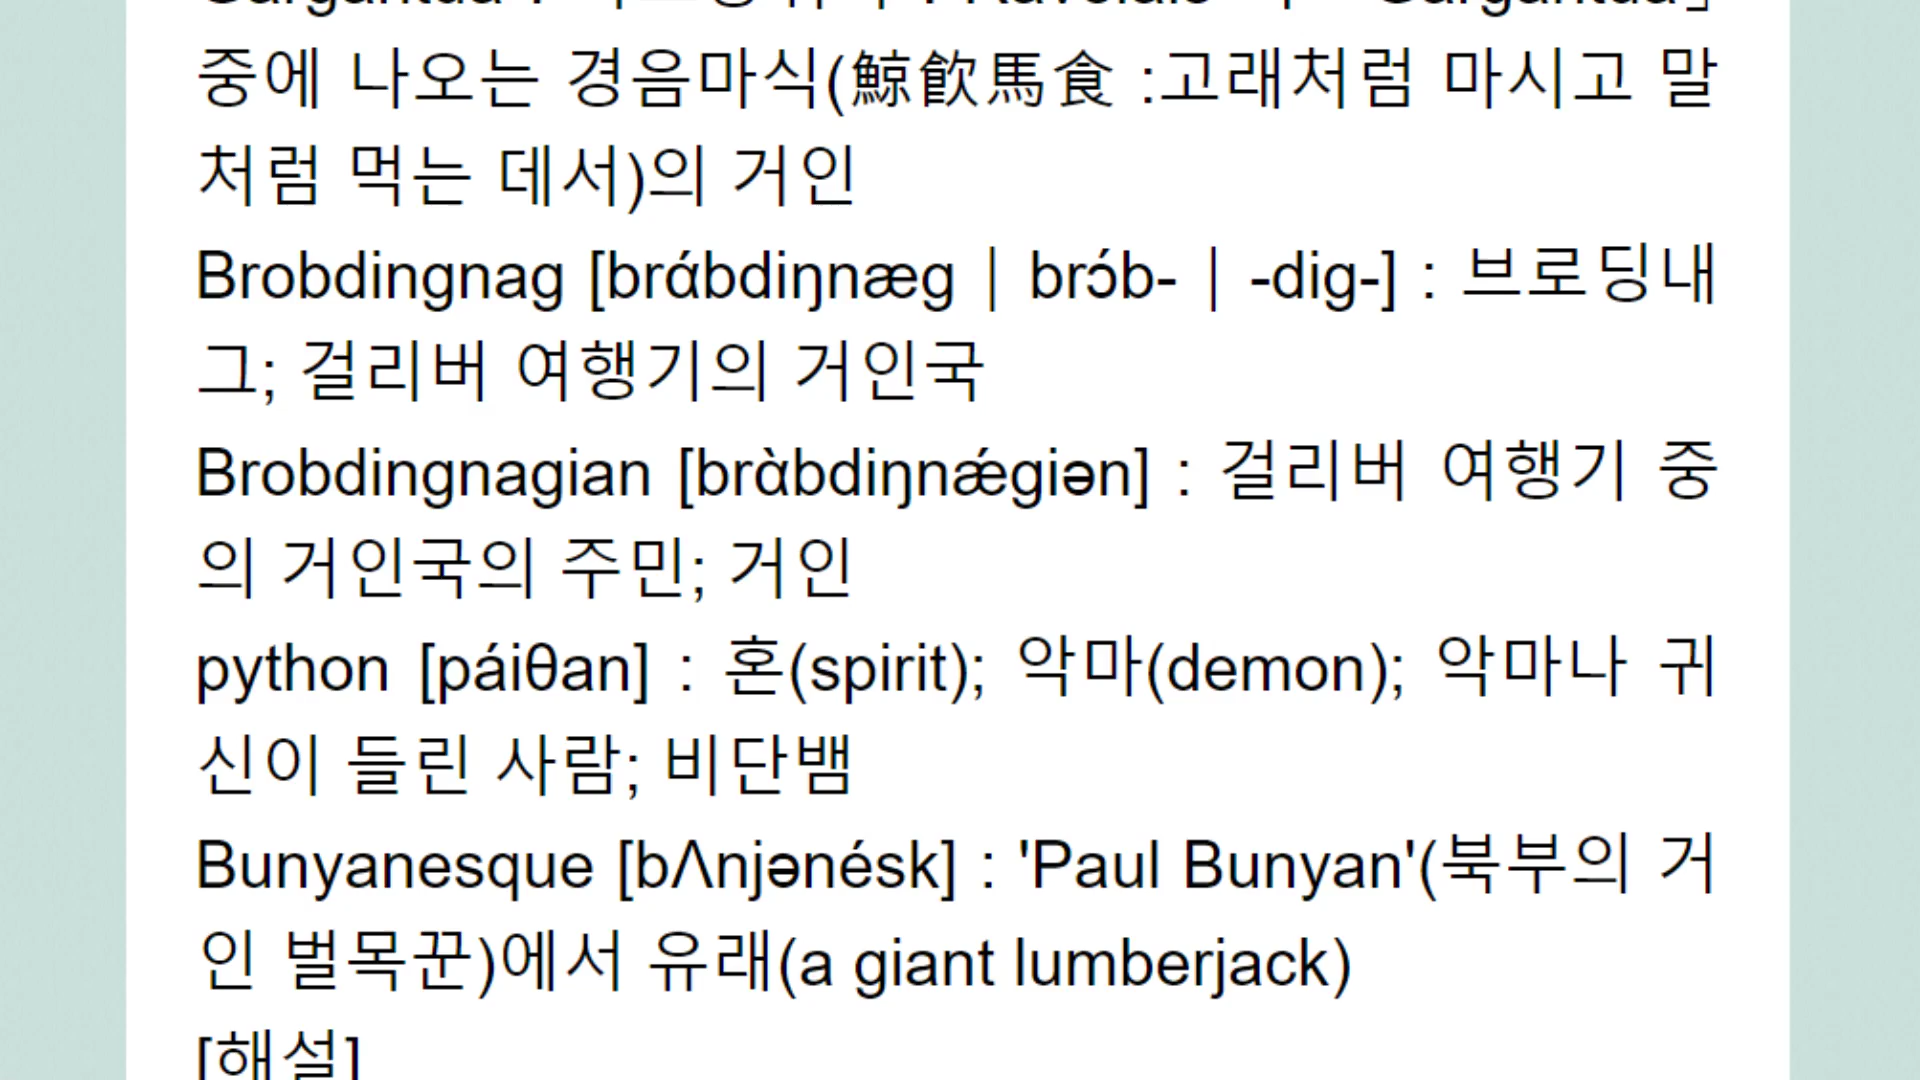 중에 나오는 경음마식(鯨飮馬食 :고래처럼 마시고 말
처럼 먹는 데서)의 거인
Brobdingnag [brάbdiŋnæg｜brɔ́b-｜-dig-] : 브로딩내
그; 걸리버 여행기의 거인국
Brobdingnagian [brὰbdiŋnǽgiən] : 걸리버 여행기 중
의 거인국의 주민; 거인
python [páiθan] : 혼(spirit); 악마(demon); 악마나 귀
신이 들린 사람; 비단뱀
Bunyanesque [bΛnjənésk] : 'Paul Bunyan'(북부의 거
인 벌목꾼)에서 유래(a giant lumberjack)
[해설]